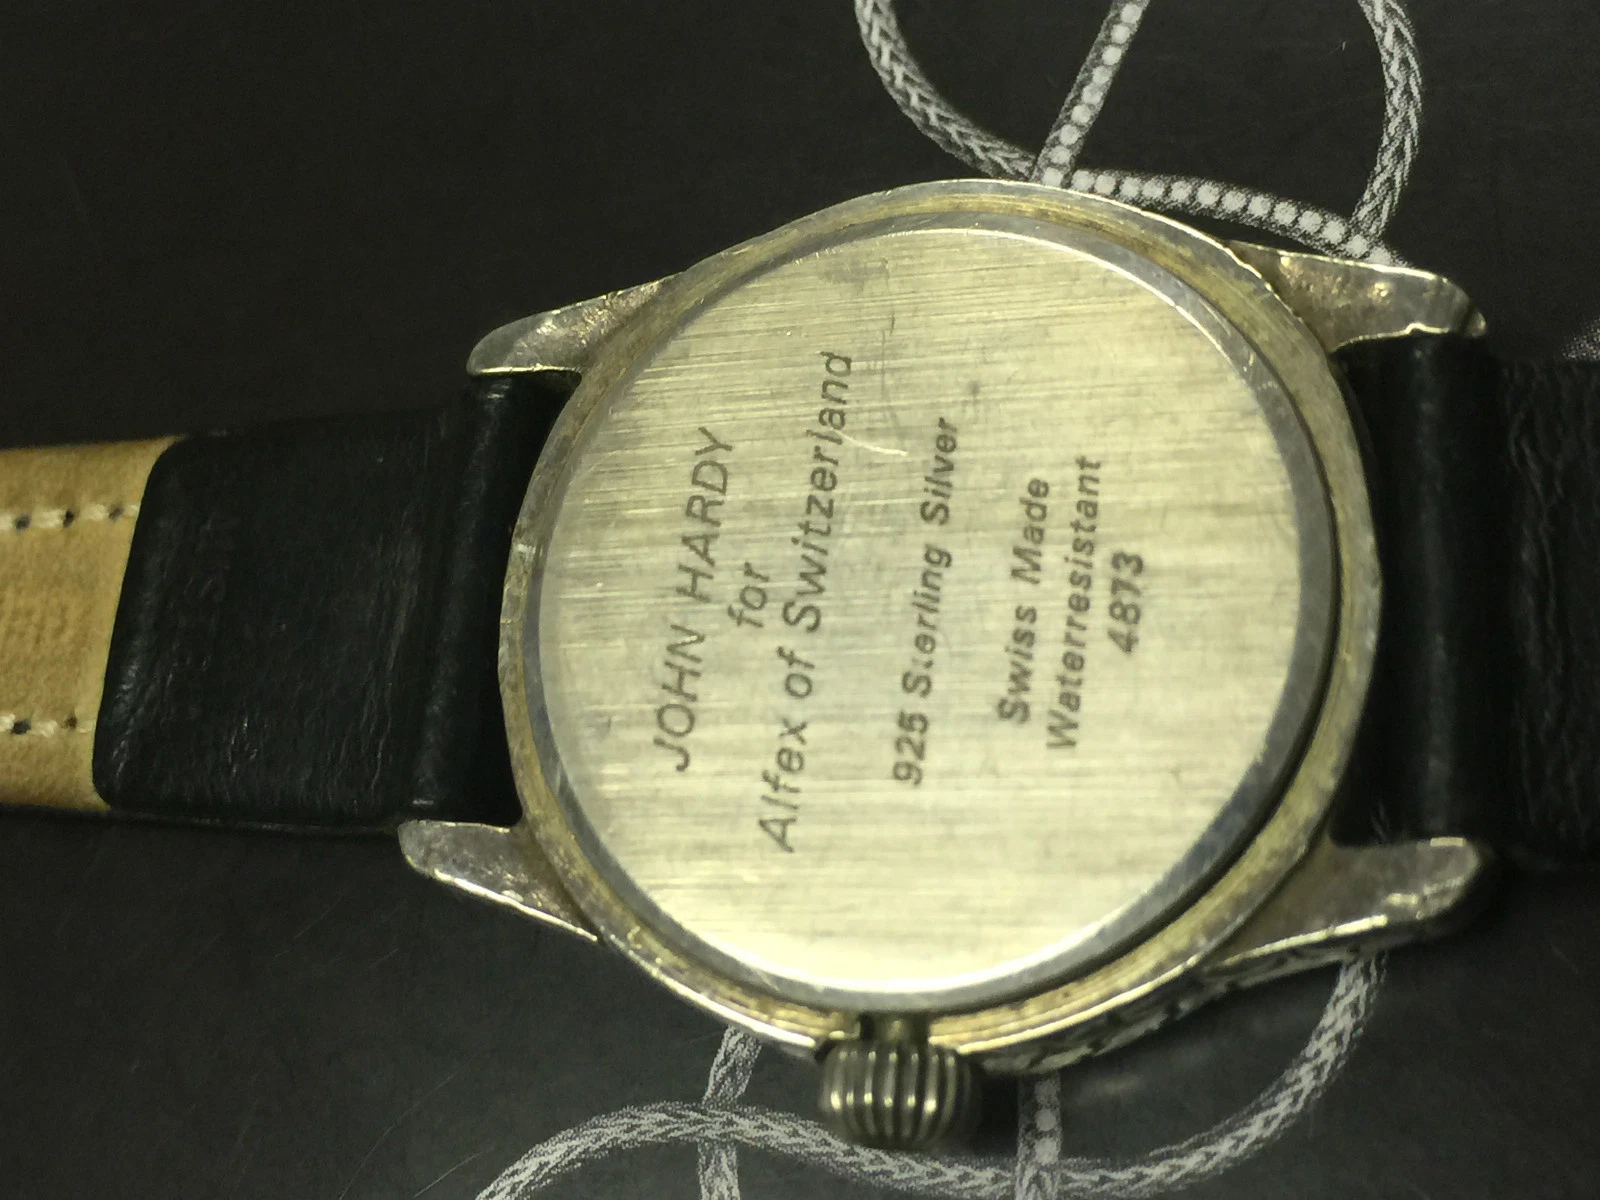 JOHN HARDY
for
Alfex of Switzerland
925 Sterling Silver
Swiss Made
Waterresistant
4873